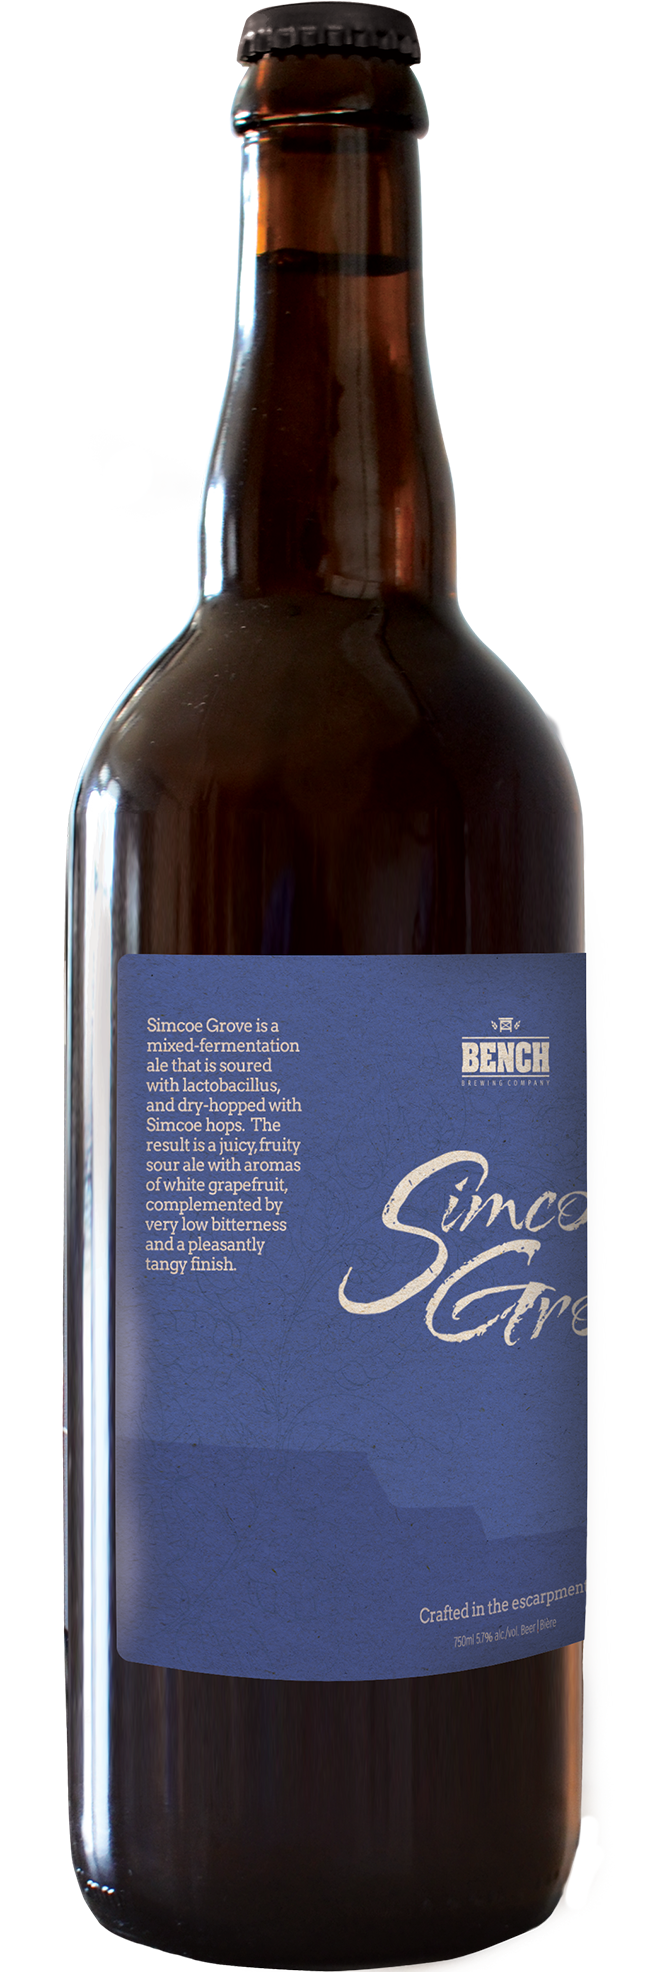 Simcoe Grove is a
mixed-fermentation
ale that is soured
with lactobacillus,
and dry-hopped with
Simcoe hops. The
result is a juicy, fruity
sour ale with aromas
of white grapefruit,
complemented by
very low bitterness
and a pleasantly
tangy finish.
BENCH
BREWING COMPANY
Simco
Gro
Crafted in the escarpment
750ml 5.7% alc/vol. Beer | Bière